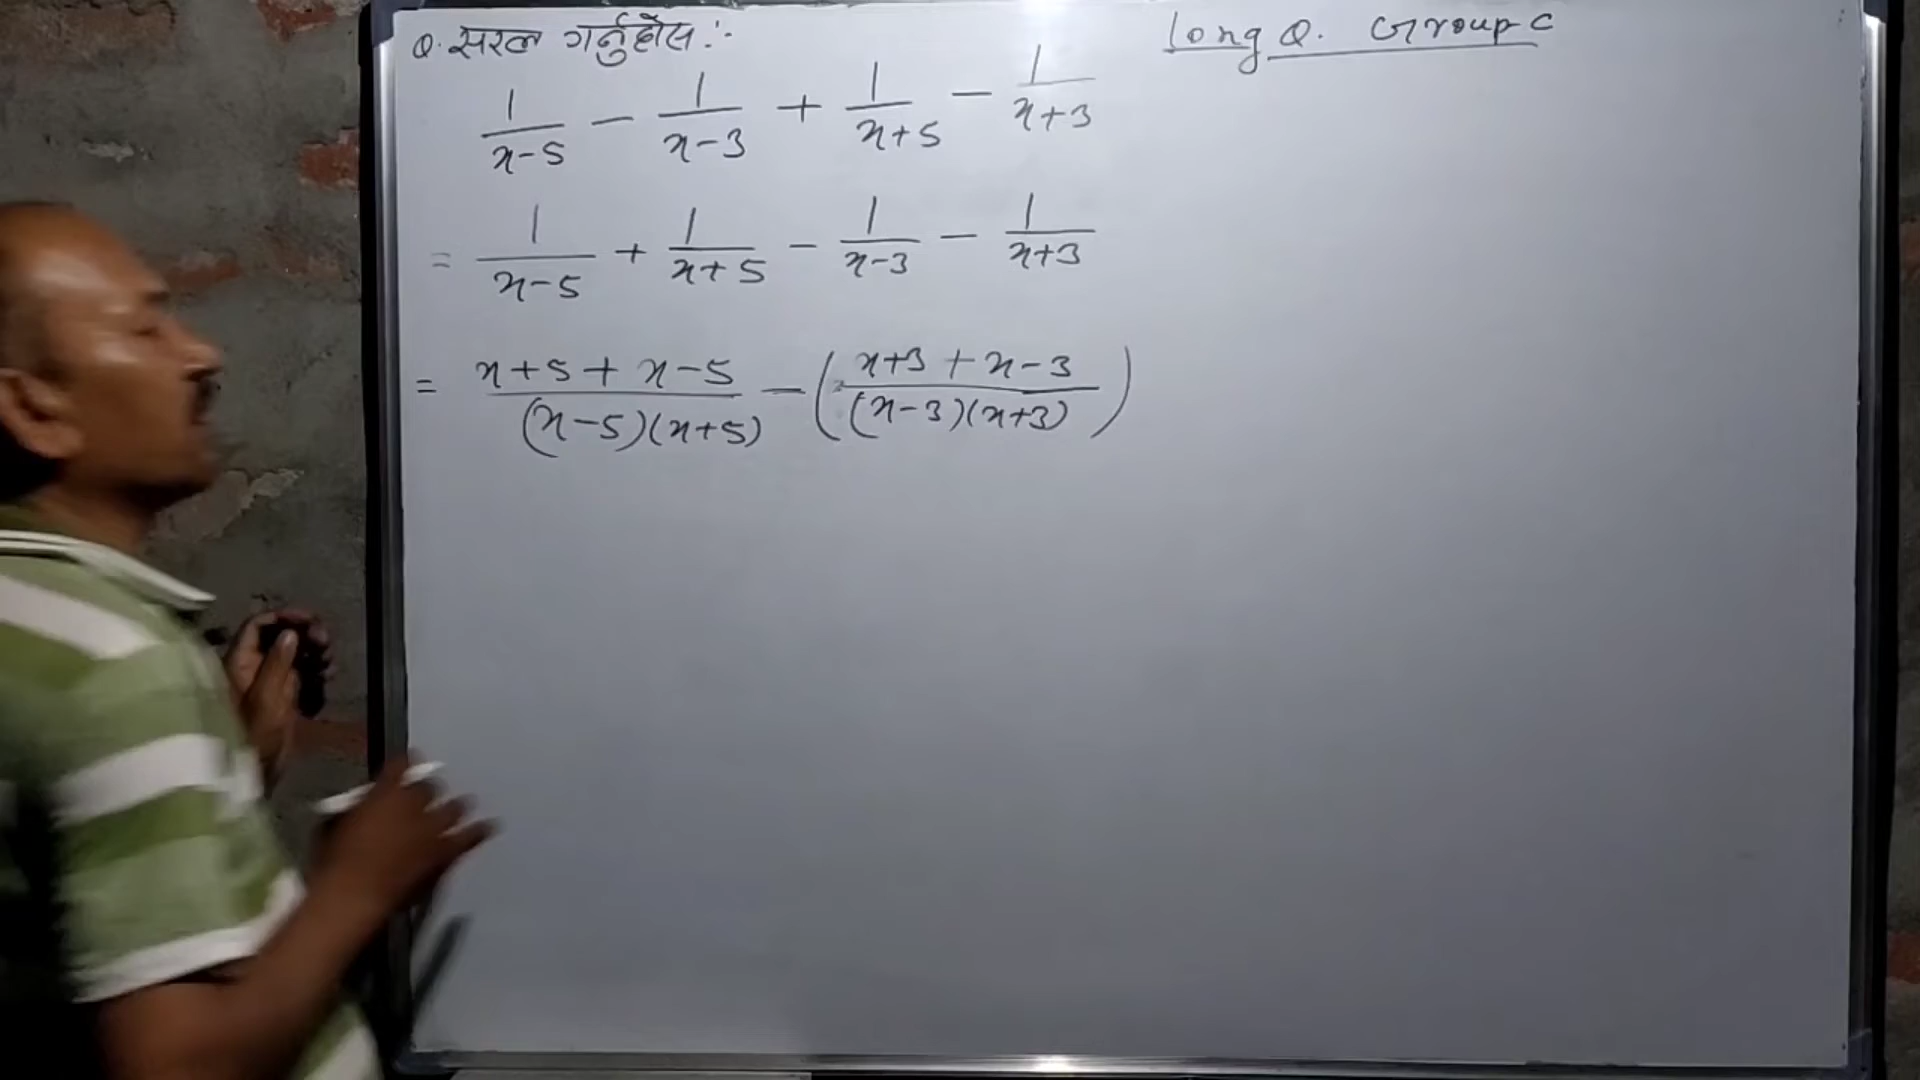 Q. सरल गर्नुहोस :-
Long Q. Group C
1/(x-5) - 1/(x-3) + 1/(x+5) - 1/(x+3)
= 1/(x-5) + 1/(x+5) - 1/(x-3) - 1/(x+3)
= (x+5+x-5)/((x-5)(x+5)) - ((x+3+x-3)/((x-3)(x+3)))